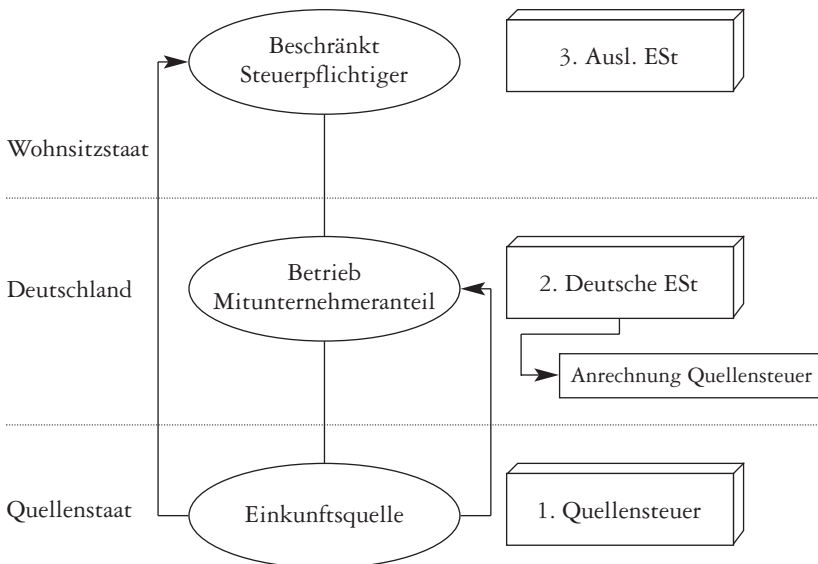 Beschränkt
Steuerpflichtiger
3. Ausl. ESt
Wohnsitzstaat
Deutschland
Betrieb
Mitunternehmeranteil
2. Deutsche ESt
Anrechnung Quellensteuer
Quellenstaat
Einkunftsquelle
1. Quellensteuer